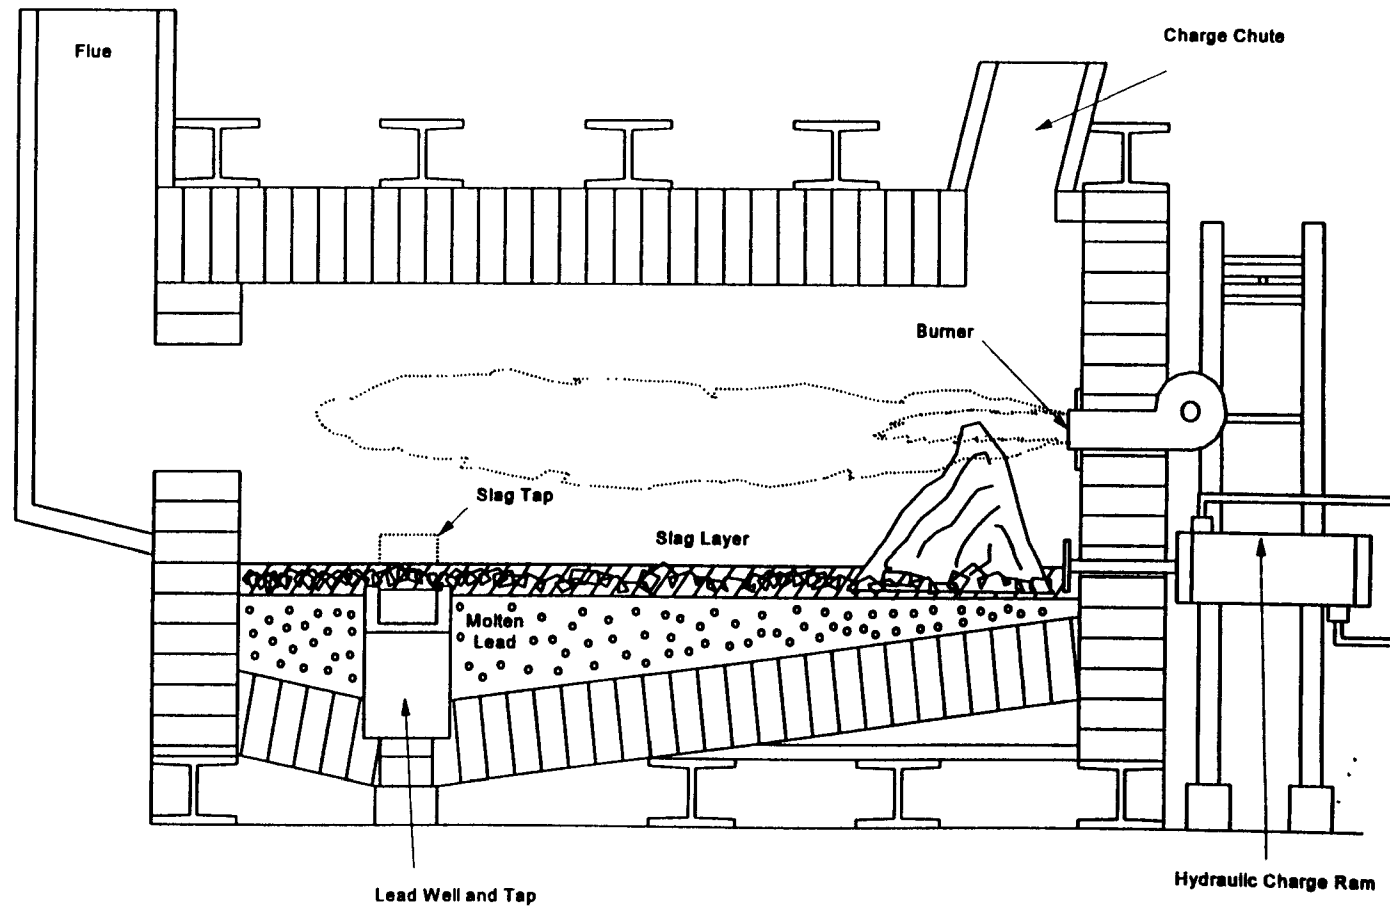 Flue
Charge Chute
Burner
Slag Tap
Slag Layer
Molten
Lead
Lead Well and Tap
Hydraulic Charge Ram